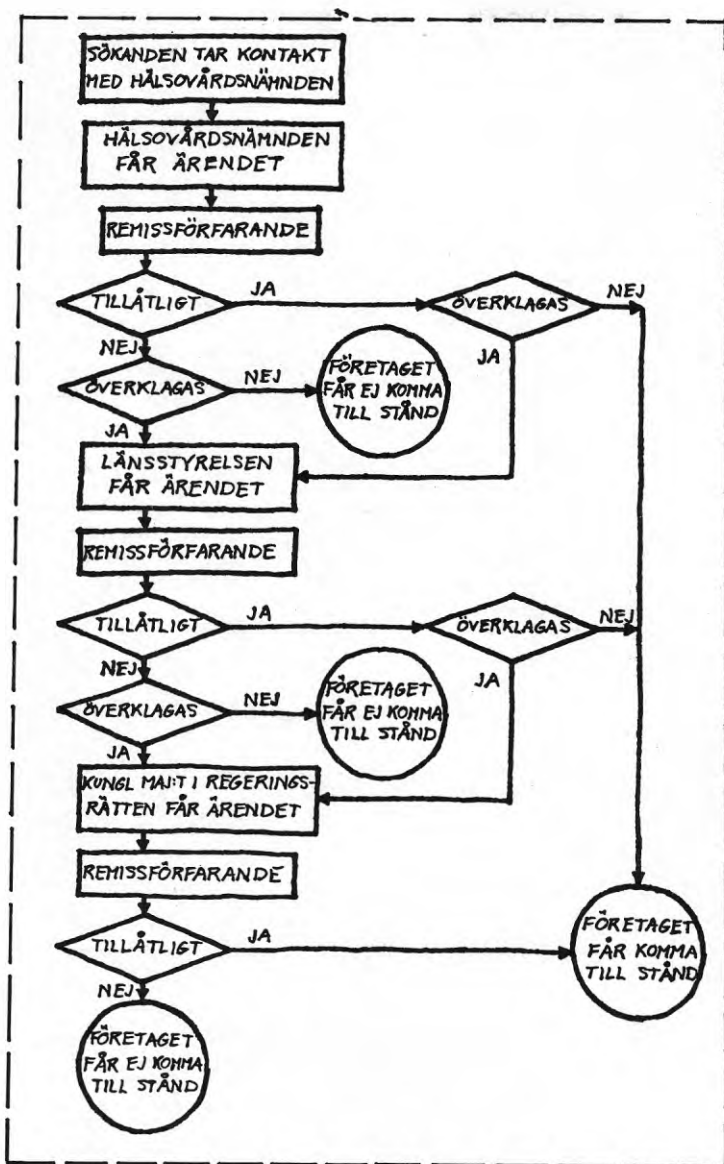 SÖKANDEN TAR KONTAKT
MED HÄLSOVÅRDSNÄMNDEN
HÄLSOVÅRDSNÄMNDEN
FÅR ÄRENDET
REMISSFÖRFARANDE
TILLÅTLIGT
JA
ÖVERKLAGAS
NEJ
NEJ
JA
ÖVERKLAGAS
NEJ
FÖRETAGET
FÅR EJ KOMMA
TILL STÅND
JA
LÄNSSTYRELSEN
FÅR ÄRENDET
REMISSFÖRFARANDE
TILLÅTLIGT
JA
ÖVERKLAGAS
NEJ
NEJ
JA
ÖVERKLAGAS
NEJ
FÖRETAGET
FÅR EJ KOMMA
TILL STÅND
JA
KUNGL MAJ:T I REGERINGS-
RÄTTEN FÅR ÄRENDET
REMISSFÖRFARANDE
TILLÅTLIGT
JA
FÖRETAGET
FÅR KOMMA
TILL STÅND
NEJ
FÖRETAGET
FÅR EJ KOMMA
TILL STÅND